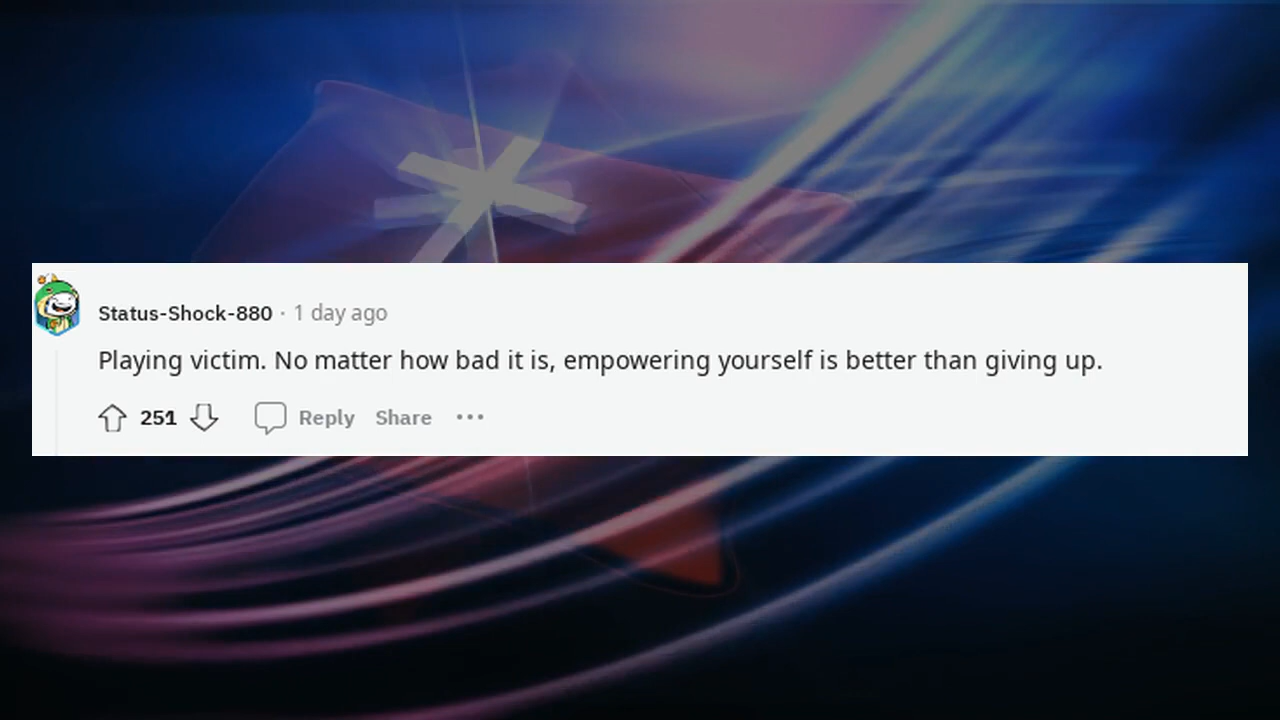 Status-Shock-880 · 1 day ago
Playing victim. No matter how bad it is, empowering yourself is better than giving up.
251 Reply Share ···